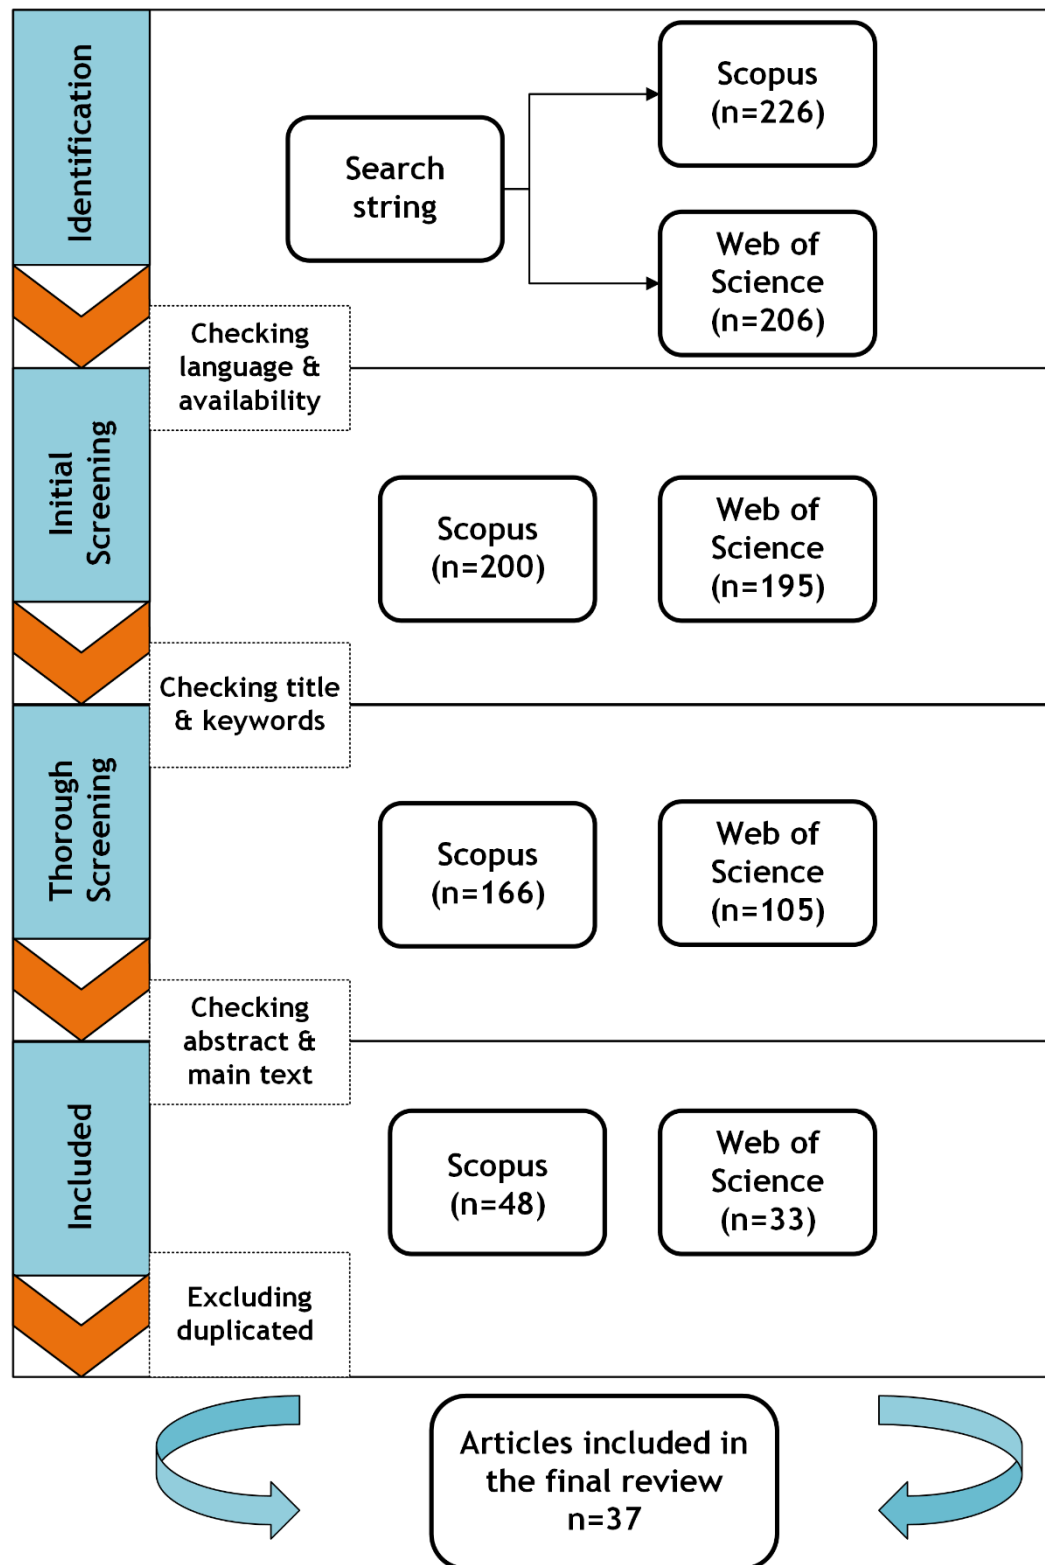 Identification
Search
string
Scopus
(n=226)
Web of
Science
(n=206)
Checking
language &
availability
Initial
Screening
Scopus
(n=200)
Web of
Science
(n=195)
Checking title
& keywords
Thorough
Screening
Scopus
(n=166)
Web of
Science
(n=105)
Checking
abstract &
main text
Included
Scopus
(n=48)
Web of
Science
(n=33)
Excluding
duplicated
Articles included in
the final review
n=37